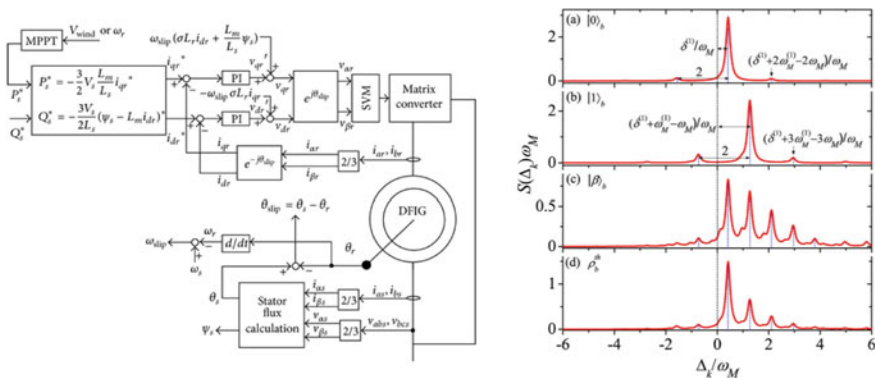 V_wind or ω_r
MPPT
P_s*
Q_s*
P_s* = −3/2 V_s L_m/L_s i_qr*
Q_s* = −3V_s/2L_s (ψ_s − L_m i_dr)*
ω_slip(σL_r i_dr + L_m/L_s ψ_s)
i_qr*
PI
v_qr*
v_qr
−ω_slip σL_r i_qr
i_dr*
PI
v_dr*
v_dr
e^jθ_slip
v_αr
v_βr
SVM
Matrix converter
i_qr
i_dr
e^−jθ_slip
i_αr
i_βr
2/3
i_ar, i_br
DFIG
θ_slip = θ_s − θ_r
ω_slip
ω_r
ω_s
d/dt
θ_r
θ_s
ψ_s
Stator flux calculation
i_αs
i_βs
2/3
i_as, i_bs
v_αs
v_βs
2/3
v_abs, v_bcs
S(Δ_k)ω_M
(a) |0⟩_b
δ^(1)/ω_M
(δ^(1)+2ω_M^(1)−2ω_M)/ω_M
2
2
0
(b) |1⟩_b
(δ^(1)+ω_M^(1)−ω_M)/ω_M
(δ^(1)+3ω_M^(1)−3ω_M)/ω_M
2
2
1
0
(c) |β⟩_b
0.5
0
(d) ρ_b^th
1
0
-6 -4 -2 0 2 4 6
Δ_k/ω_M